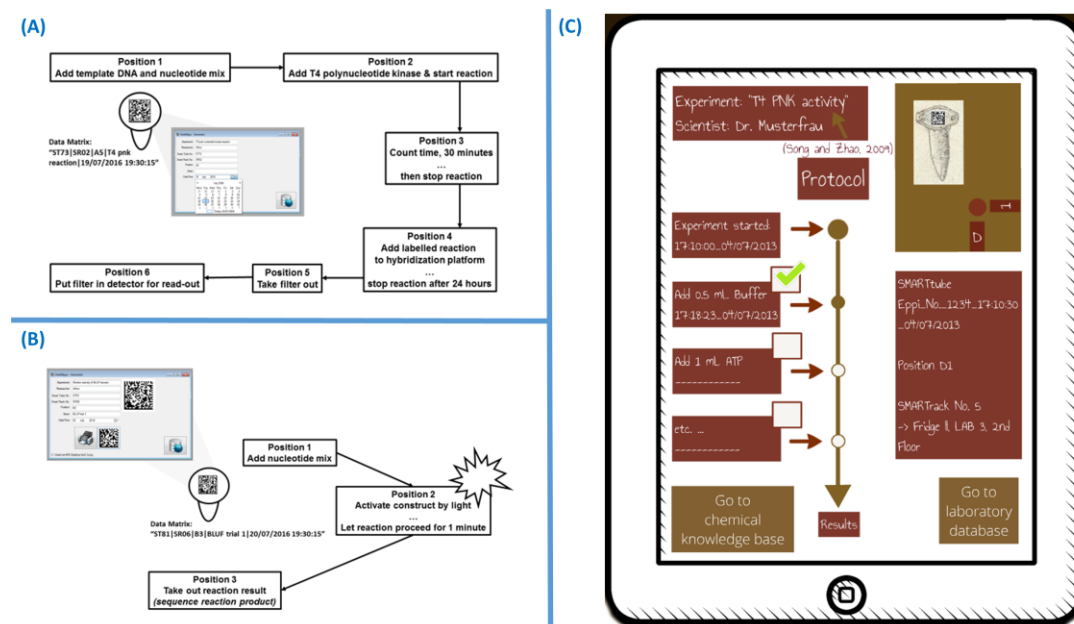 (A)
Position 1
Add template DNA and nucleotide mix
Position 2
Add T4 polynucleotide kinase & start reaction
Data Matrix:
"ST73|SR02|A5|T4 pnk
reaction|19/07/2016 19:30:15"
Position 3
Count time, 30 minutes
...
then stop reaction
Position 4
Add labelled reaction
to hybridization platform
...
stop reaction after 24 hours
Position 5
Take filter out
Position 6
Put filter in detector for read-out
(B)
Position 1
Add nucleotide mix
Data Matrix:
"ST81|SR06|B3|BLUF trial 1|20/07/2016 19:30:15"
Position 2
Activate construct by light
...
Let reaction proceed for 1 minute
Position 3
Take out reaction result
(sequence reaction product)
(C)
Experiment: "T4 PNK activity"
Scientist: Dr. Musterfrau
(Song and Zhao, 2009)
Protocol
1
D
Experiment started:
17:10:00_04/07/2013
Add 0.5 mL Buffer
17:18:23_04/07/2013
Add 1 mL ATP
------------
etc. ...
------------
Results
SMARTtube
Eppi_No_1234_17:10:30
_04/07/2013
Position D1
SMARTrack No. 5
-> Fridge II, LAB 3, 2nd
Floor
Go to
chemical
knowledge base
Go to
laboratory
database